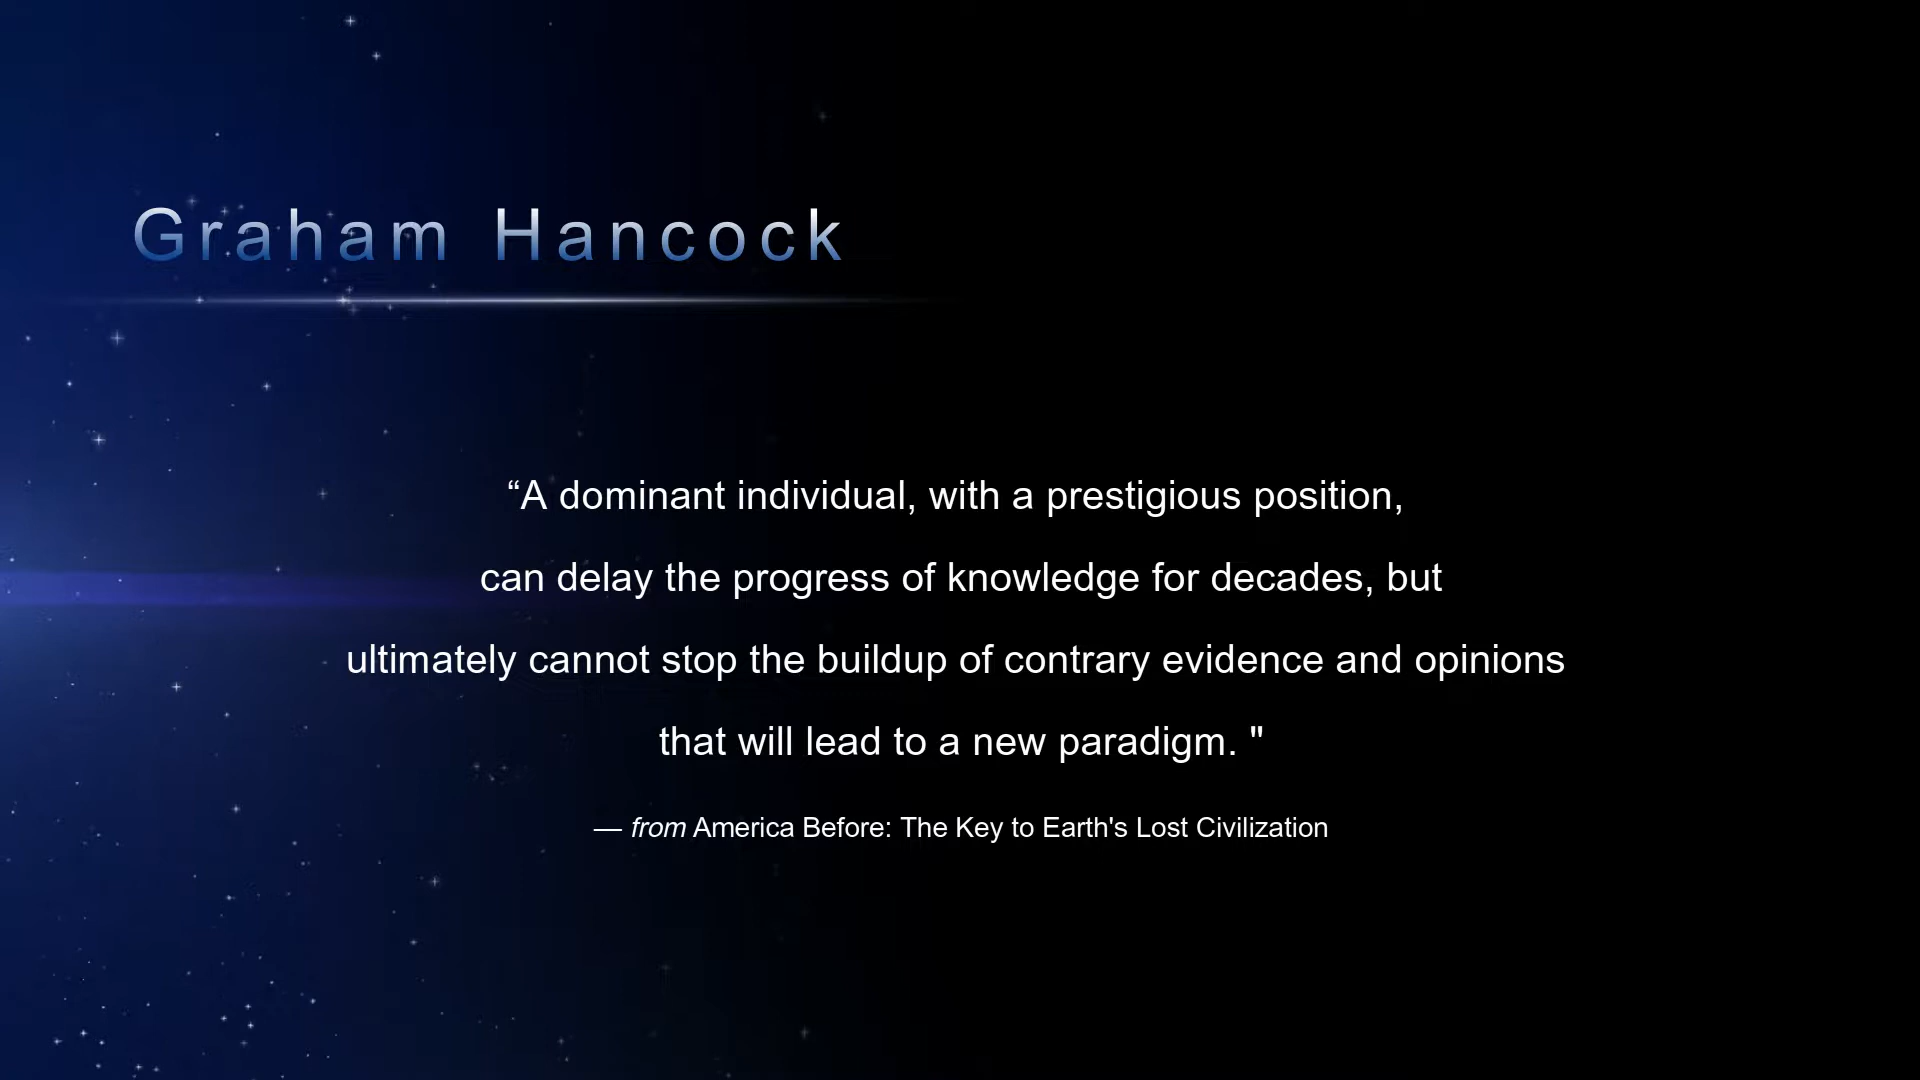 Graham Hancock
“A dominant individual, with a prestigious position,
can delay the progress of knowledge for decades, but
ultimately cannot stop the buildup of contrary evidence and opinions
that will lead to a new paradigm. "
— from America Before: The Key to Earth's Lost Civilization